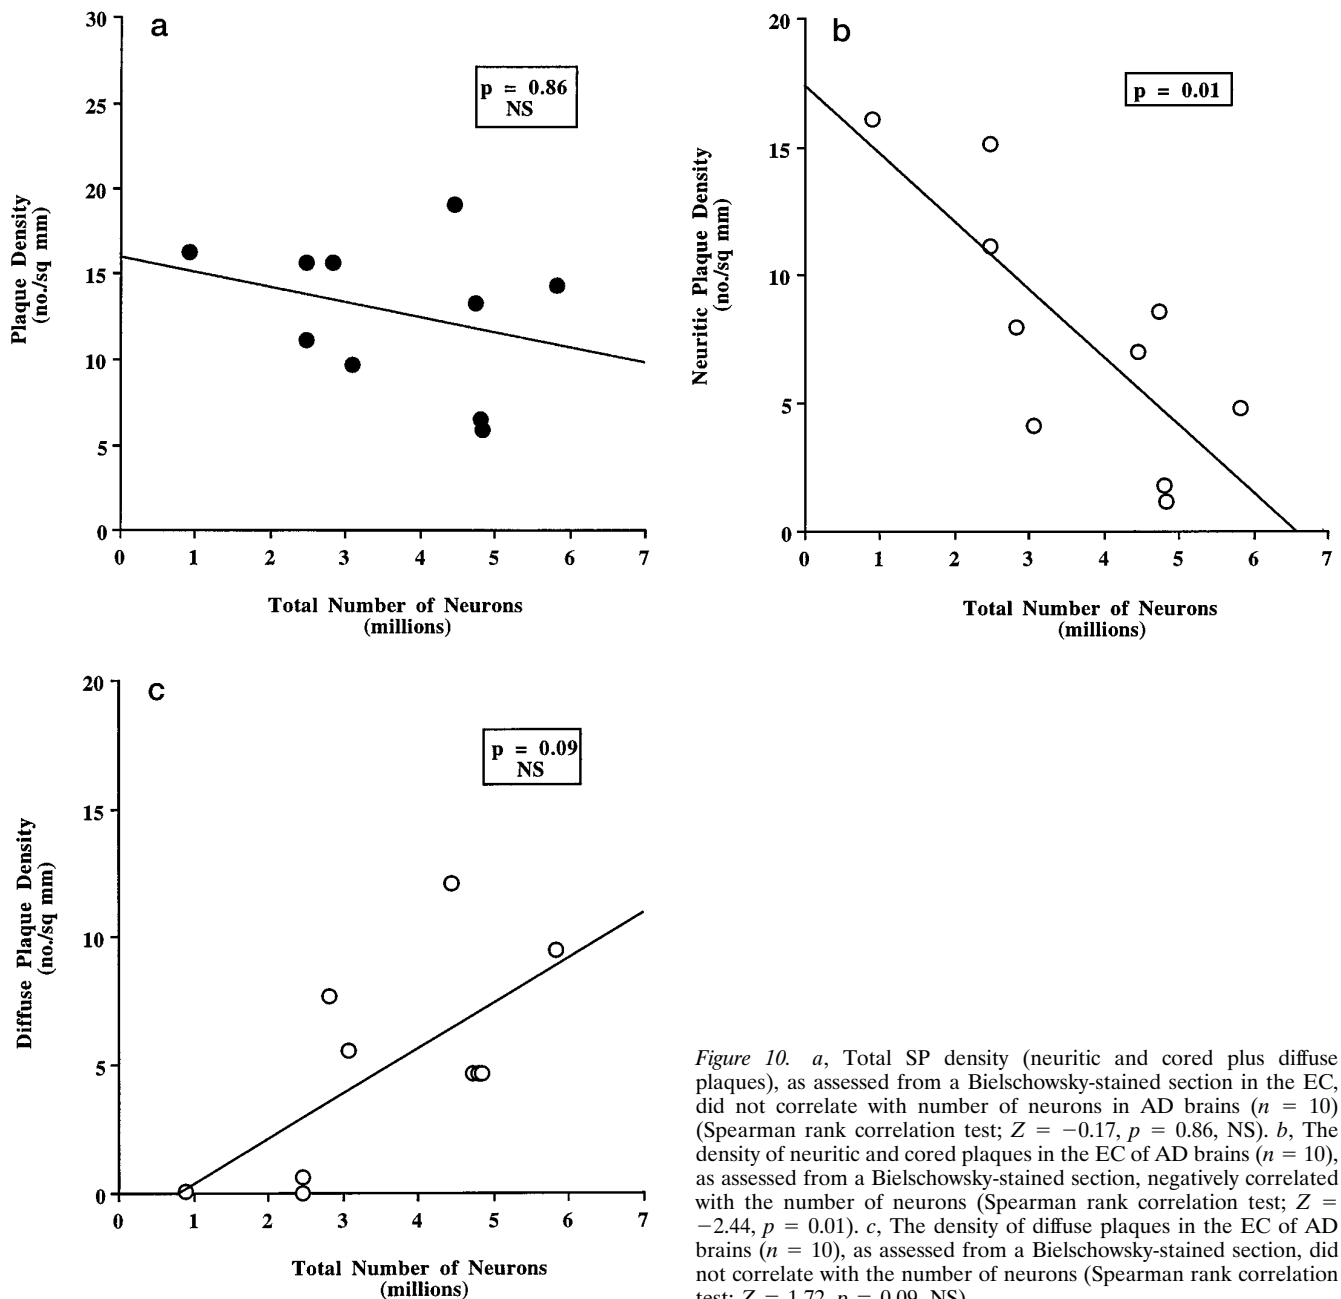 a
30
25
20
15
10
5
0
0 1 2 3 4 5 6 7
p = 0.86
NS
Plaque Density
(no./sq mm)
Total Number of Neurons
(millions)
b
20
15
10
5
0
0 1 2 3 4 5 6 7
p = 0.01
Neuritic Plaque Density
(no./sq mm)
Total Number of Neurons
(millions)
c
20
15
10
5
0
0 1 2 3 4 5 6 7
p = 0.09
NS
Diffuse Plaque Density
(no./sq mm)
Total Number of Neurons
(millions)
Figure 10. a, Total SP density (neuritic and cored plus diffuse
plaques), as assessed from a Bielschowsky-stained section in the EC,
did not correlate with number of neurons in AD brains (n = 10)
(Spearman rank correlation test; Z = −0.17, p = 0.86, NS). b, The
density of neuritic and cored plaques in the EC of AD brains (n = 10),
as assessed from a Bielschowsky-stained section, negatively correlated
with the number of neurons (Spearman rank correlation test; Z =
−2.44, p = 0.01). c, The density of diffuse plaques in the EC of AD
brains (n = 10), as assessed from a Bielschowsky-stained section, did
not correlate with the number of neurons (Spearman rank correlation
test; Z = 1.72, p = 0.09, NS).